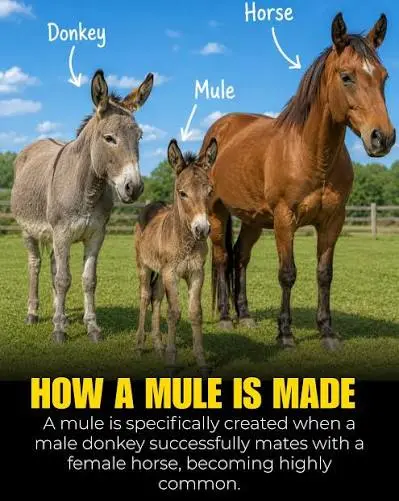 Donkey
Horse
Mule
HOW A MULE IS MADE
A mule is specifically created when a
male donkey successfully mates with a
female horse, becoming highly
common.